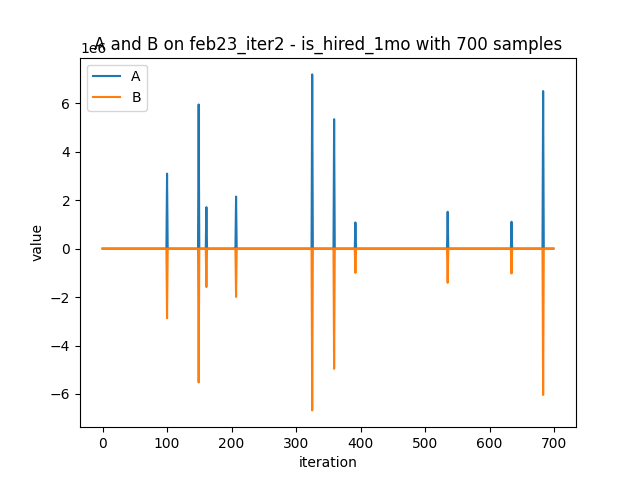 A and B on feb23_iter2 - is_hired_1mo with 700 samples
1e6
A
B
6
4
2
0
−2
−4
−6
value
0 100 200 300 400 500 600 700
iteration